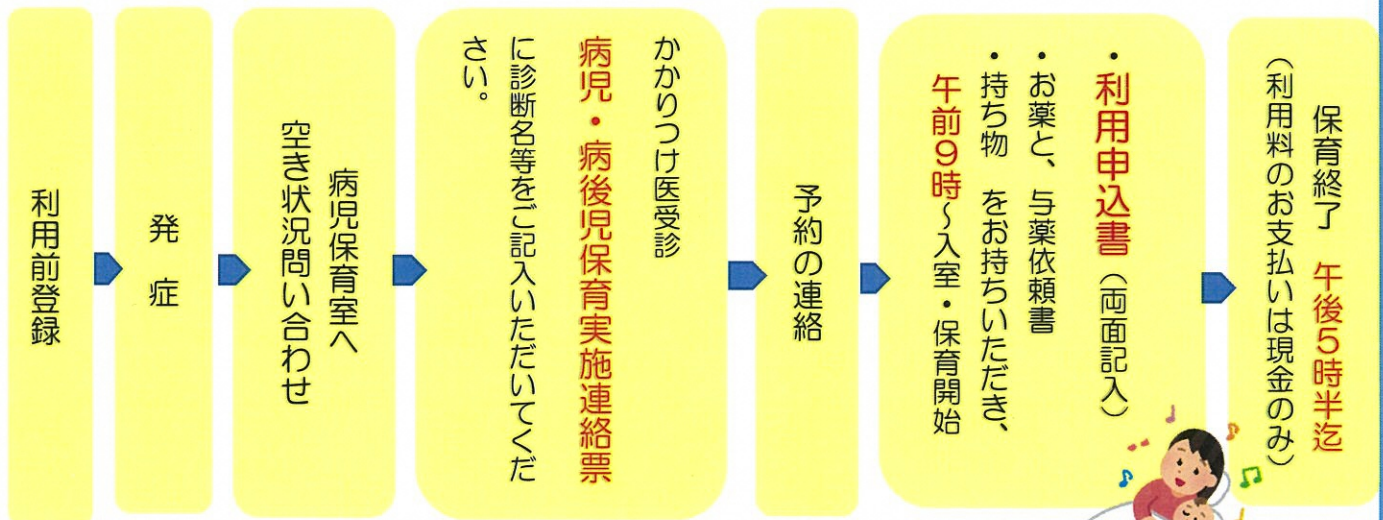 利用前登録
発 症
病児保育室へ
空き状況問い合わせ
かかりつけ医受診
病児・病後児保育実施連絡票
に診断名等をご記入いただいてくだ
さい。
予約の連絡
・利用申込書（両面記入）
・お薬と、与薬依頼書
・持ち物 をお持ちいただき、
午前9時～入室・保育開始
保育終了 午後5時半迄
（利用料のお支払いは現金のみ）